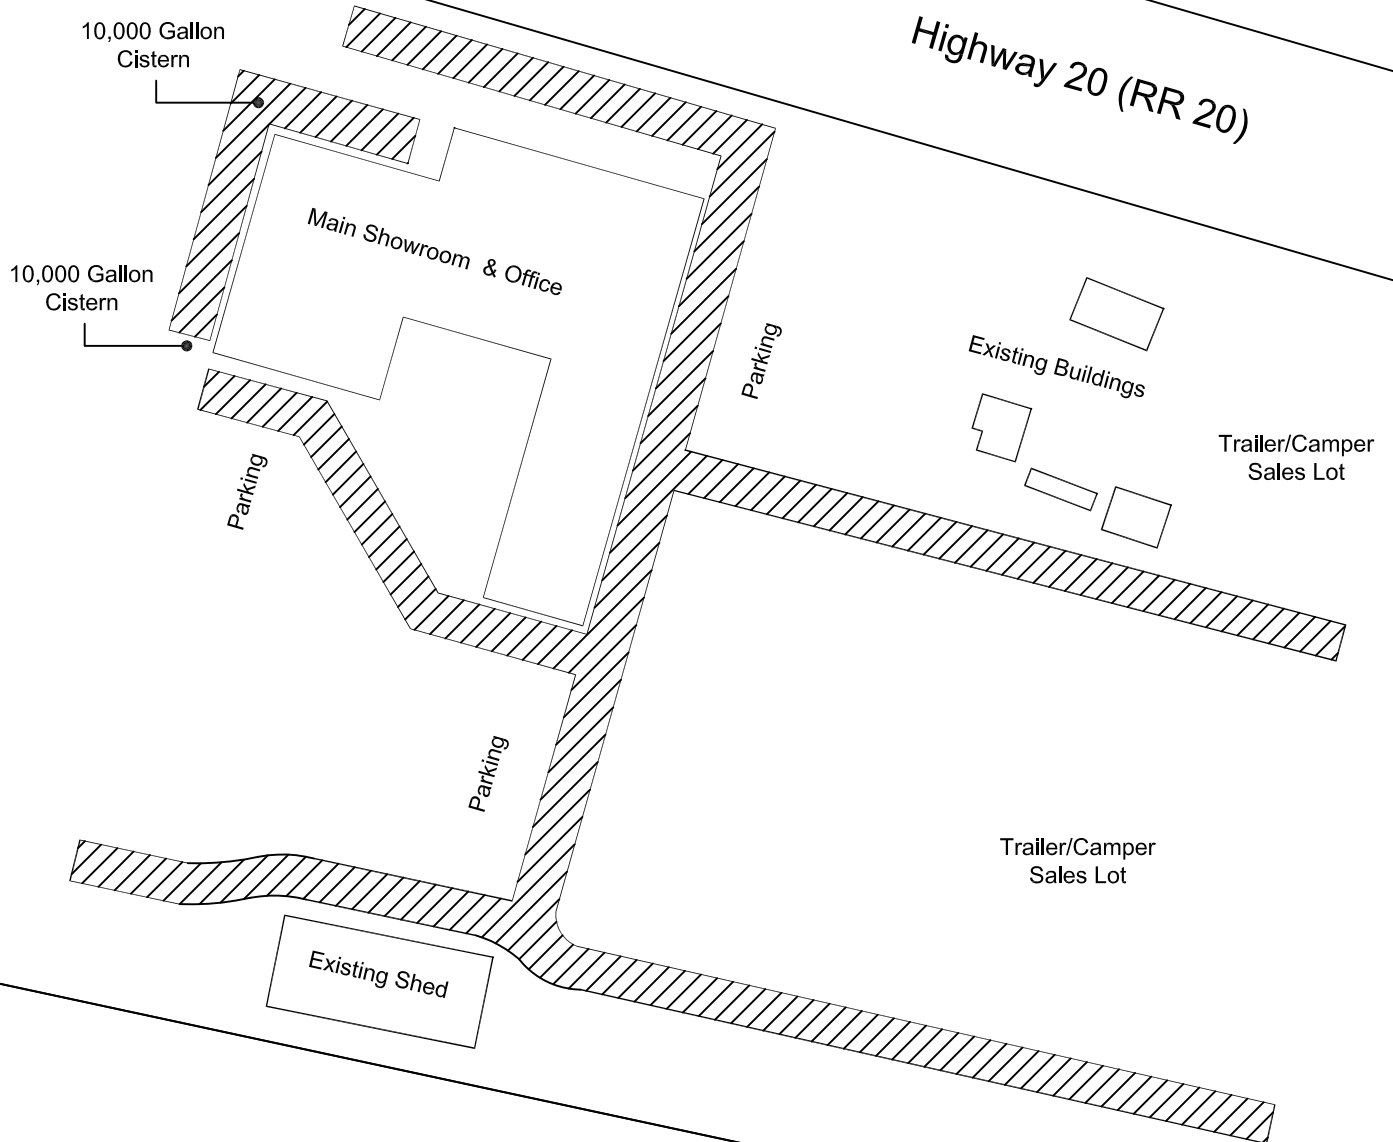 10,000 Gallon
Cistern
Highway 20 (RR 20)
Main Showroom & Office
10,000 Gallon
Cistern
Parking
Existing Buildings
Trailer/Camper
Sales Lot
Parking
Parking
Trailer/Camper
Sales Lot
Existing Shed